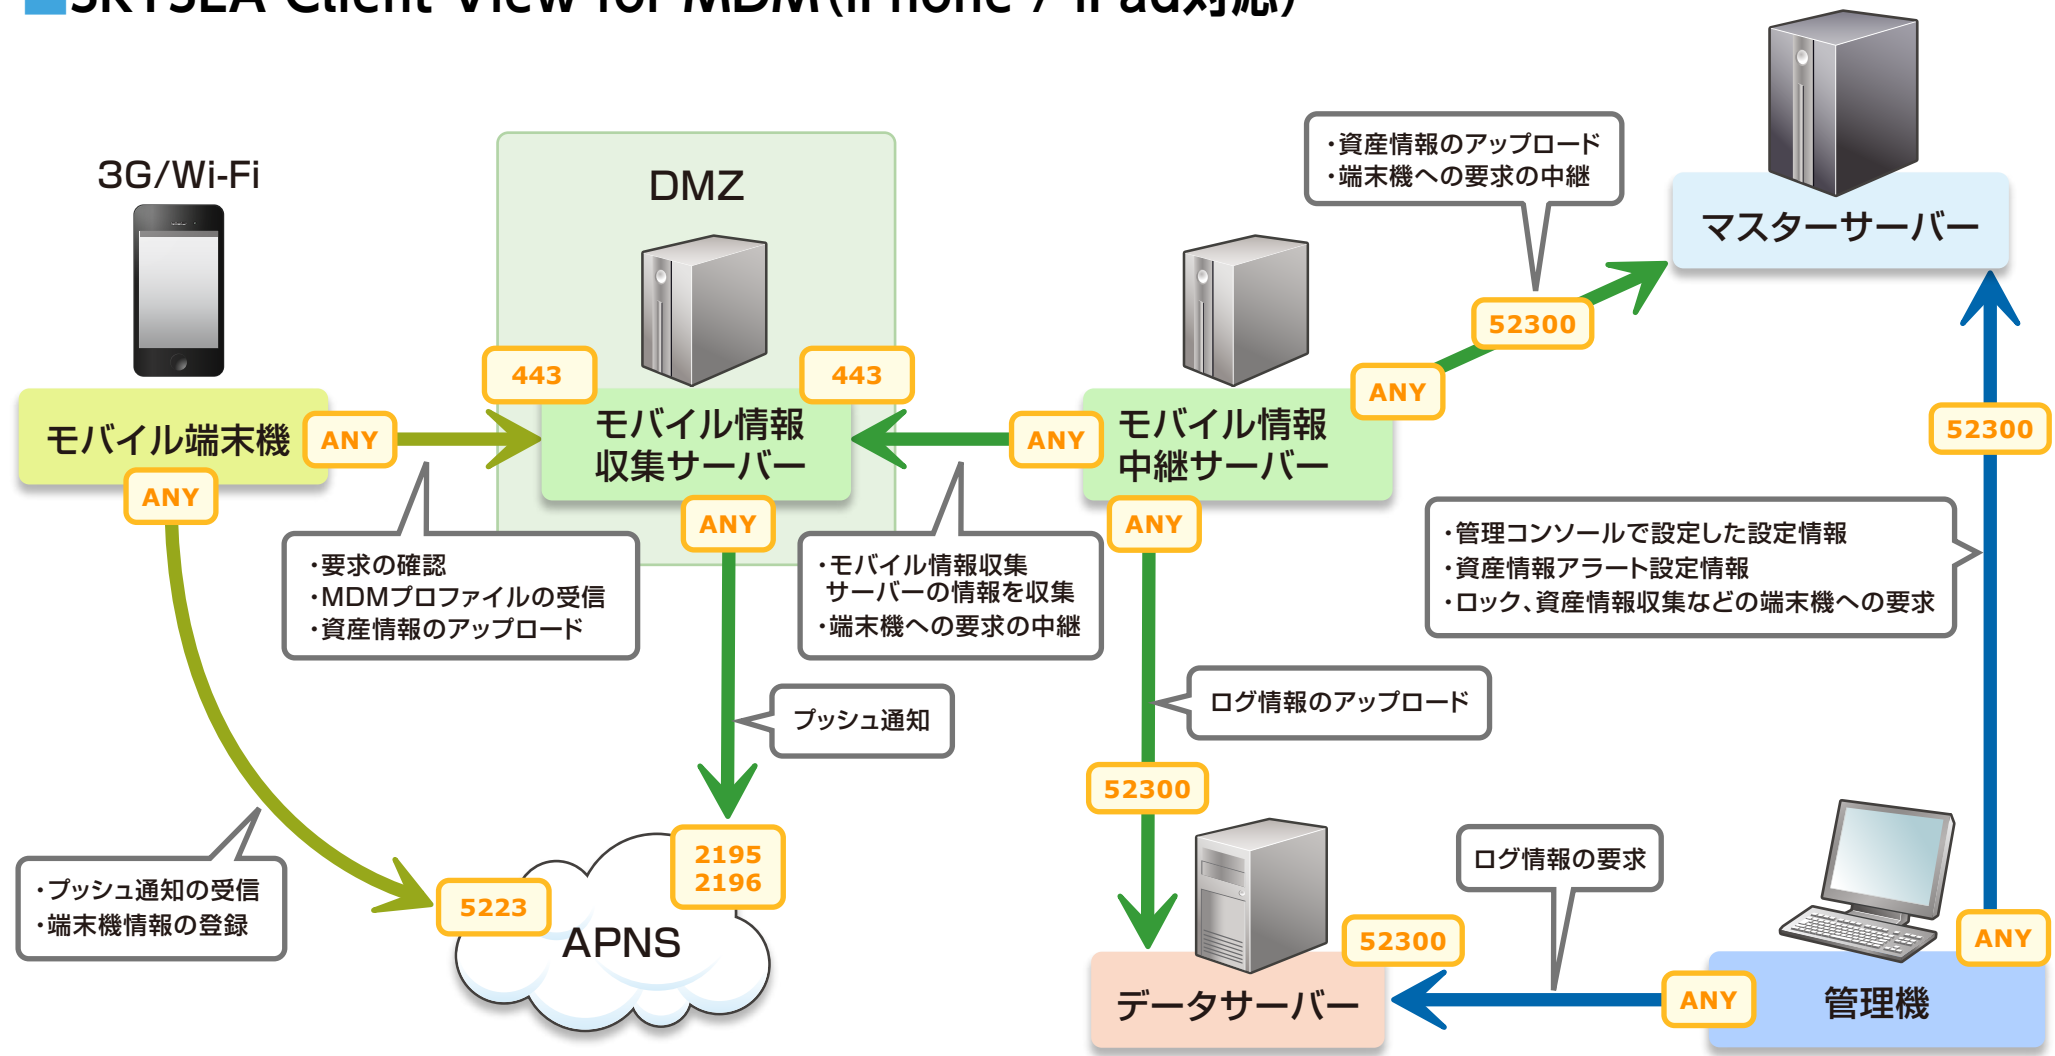 ■SKYSEA Client View for MDM(iPhone / iPad対応)
3G/Wi-Fi
DMZ
・資産情報のアップロード
・端末機への要求の中継
マスターサーバー
52300
443
443
ANY
モバイル端末機
ANY
モバイル情報
収集サーバー
ANY
モバイル情報
中継サーバー
52300
ANY
ANY
ANY
・要求の確認
・MDMプロファイルの受信
・資産情報のアップロード
・モバイル情報収集
サーバーの情報を収集
・端末機への要求の中継
・管理コンソールで設定した設定情報
・資産情報アラート設定情報
・ロック、資産情報収集などの端末機への要求
プッシュ通知
ログ情報のアップロード
52300
・プッシュ通知の受信
・端末機情報の登録
2195
2196
5223
APNS
ログ情報の要求
52300
ANY
データサーバー
ANY
管理機